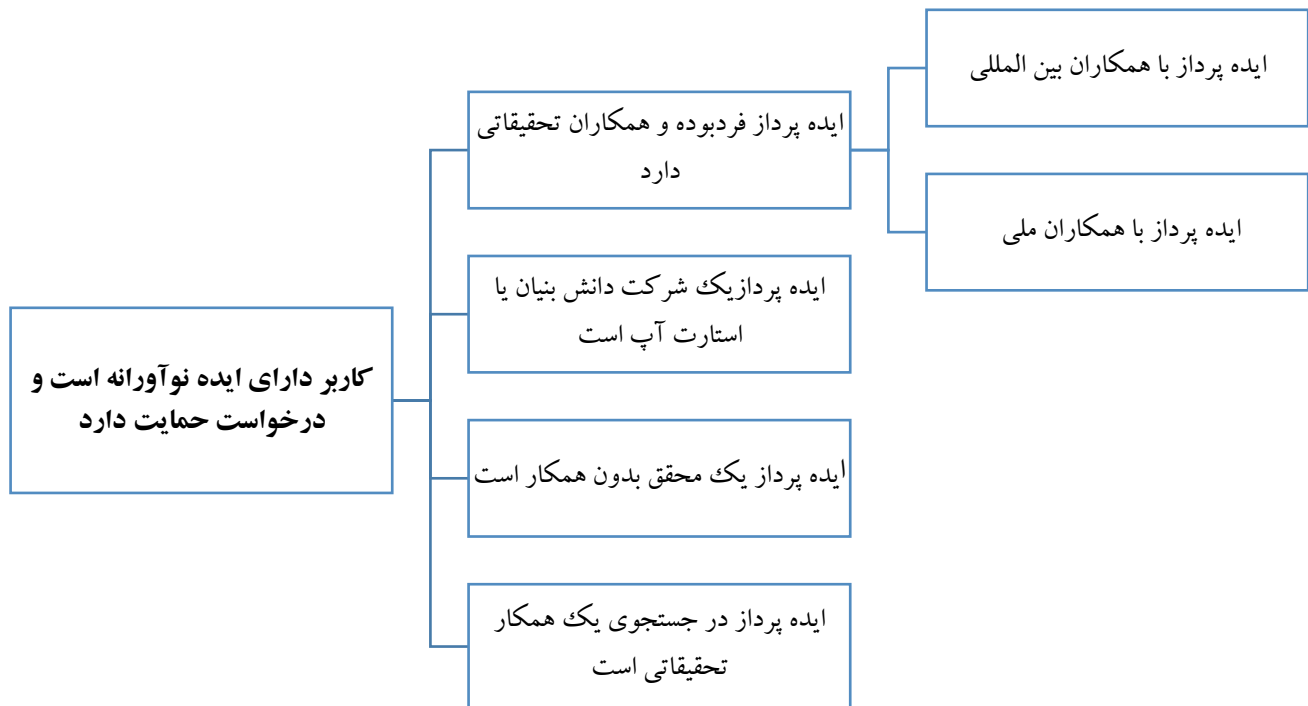 ایده پرداز با همکاران بین المللی
ایده پرداز فردبوده و همکاران تحقیقاتی
دارد
ایده پرداز با همکاران ملی
ایده پردازیک شرکت دانش بنیان یا
استارت آپ است
کاربر دارای ایده نوآورانه است و
درخواست حمایت دارد
ایده پرداز یک محقق بدون همکار است
ایده پرداز در جستجوی یک همکار
تحقیقاتی است